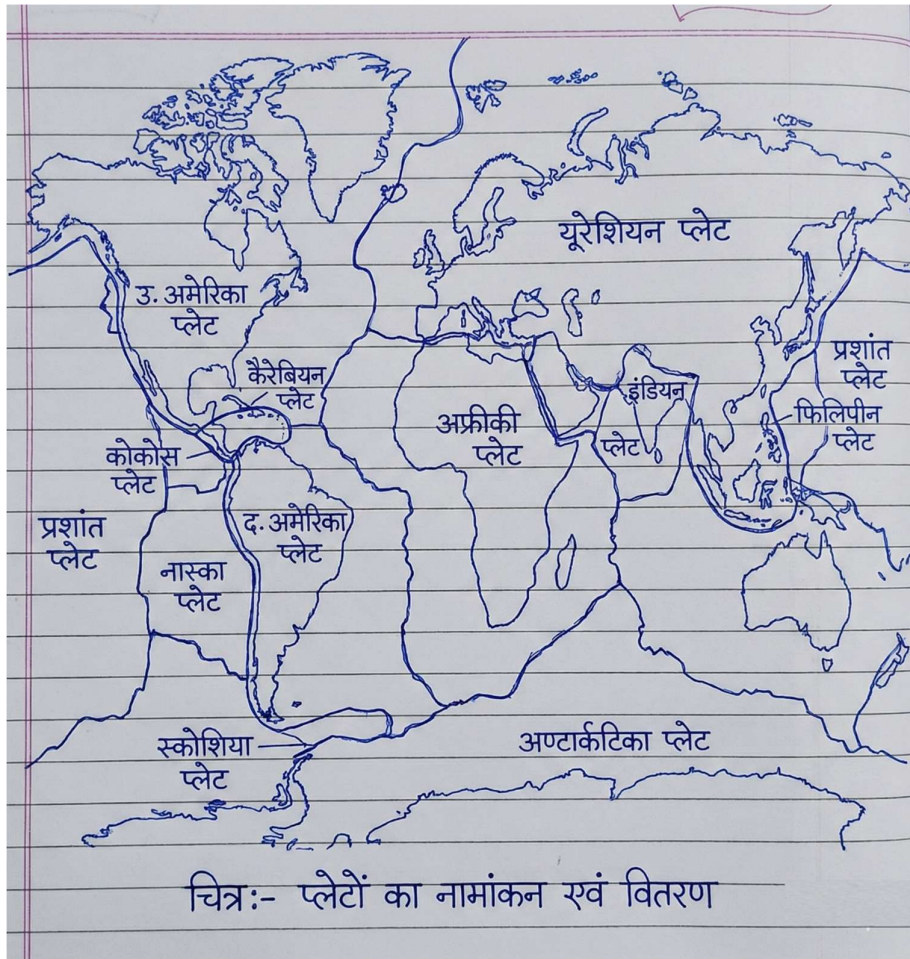 यूरेशियन प्लेट
उ. अमेरिका
प्लेट
कैरेबियन
प्लेट
प्रशांत
प्लेट
इंडियन
प्लेट
अफ्रीकी
प्लेट
फिलिपीन
प्लेट
कोकोस
प्लेट
प्रशांत
प्लेट
द. अमेरिका
प्लेट
नास्का
प्लेट
स्कोशिया
प्लेट
अण्टार्कटिका प्लेट
चित्र:- प्लेटों का नामांकन एवं वितरण